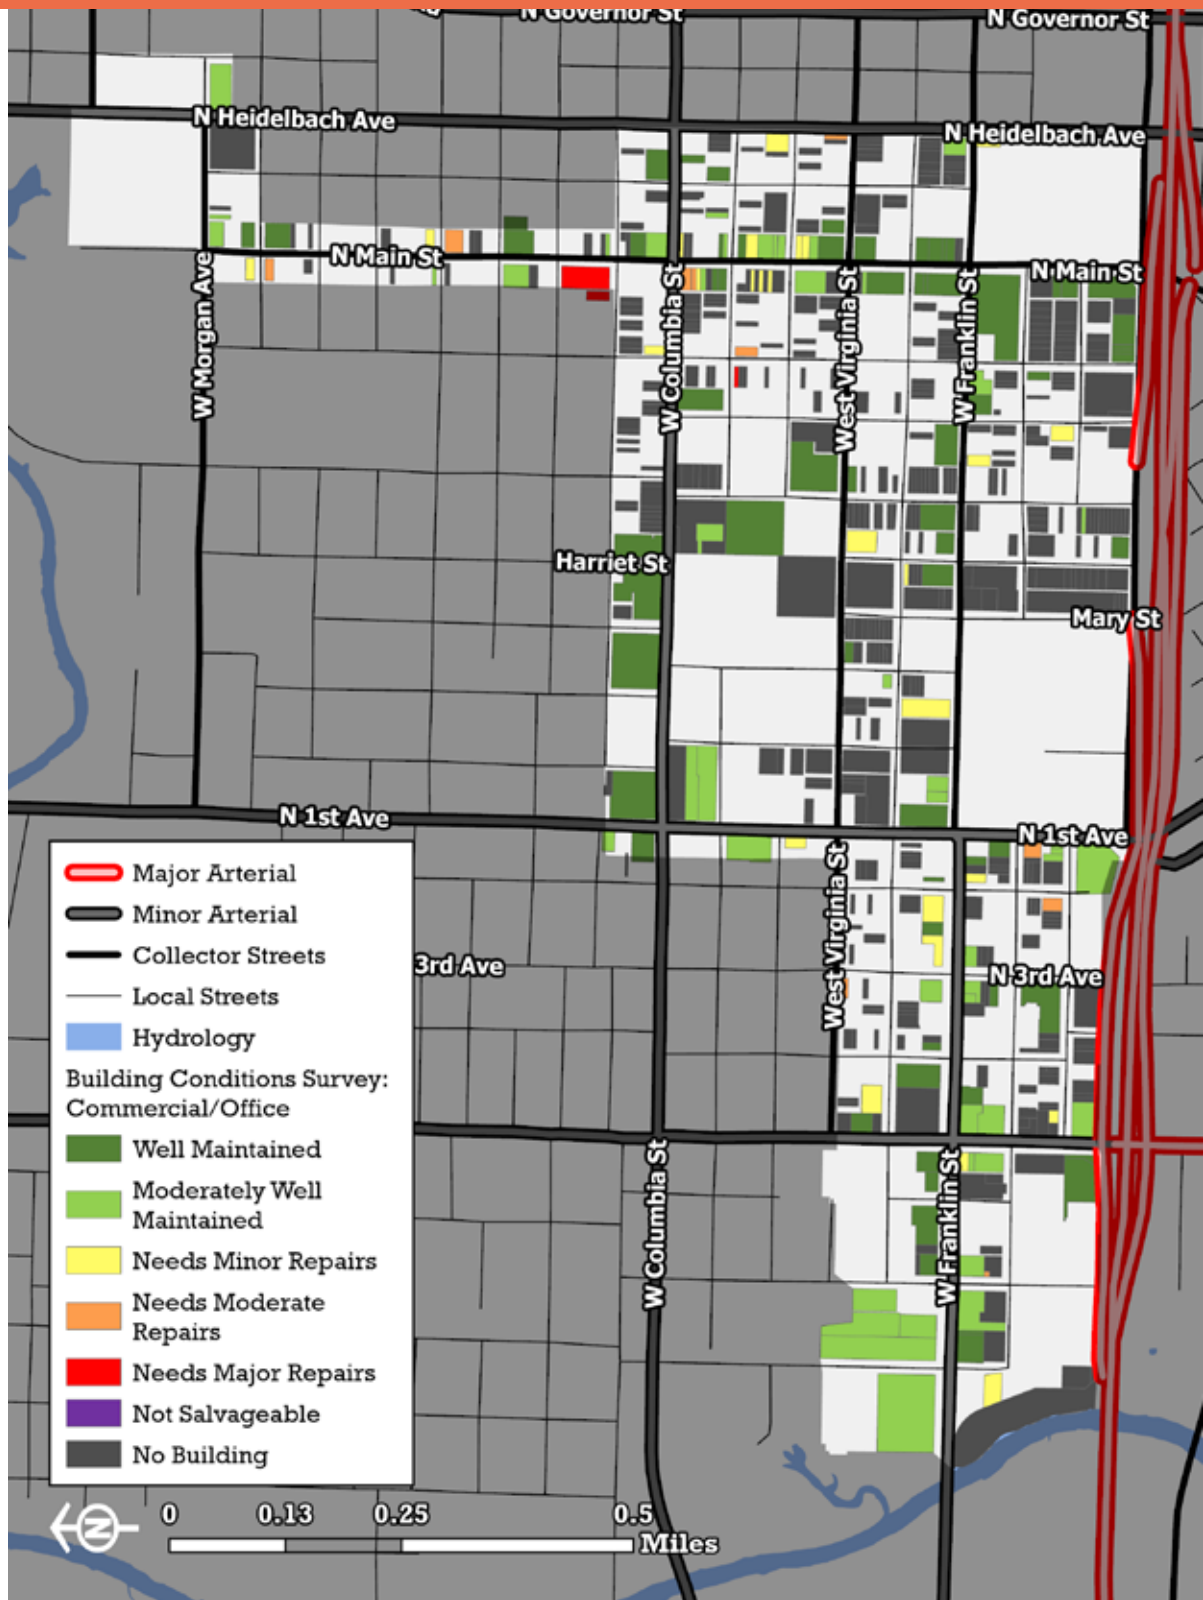 N Governor St
N Governor St
N Heidelbach Ave
N Heidelbach Ave
N Main St
N Main St
W Morgan Ave
W Columbia St
West Virginia St
W Franklin St
Harriet St
Mary St
N 1st Ave
N 1st Ave
West Virginia St
3rd Ave
N 3rd Ave
W Columbia St
W Franklin St
Major Arterial
Minor Arterial
Collector Streets
Local Streets
Hydrology
Building Conditions Survey:
Commercial/Office
Well Maintained
Moderately Well
Maintained
Needs Minor Repairs
Needs Moderate
Repairs
Needs Major Repairs
Not Salvageable
No Building
N
0 0.13 0.25 0.5
Miles